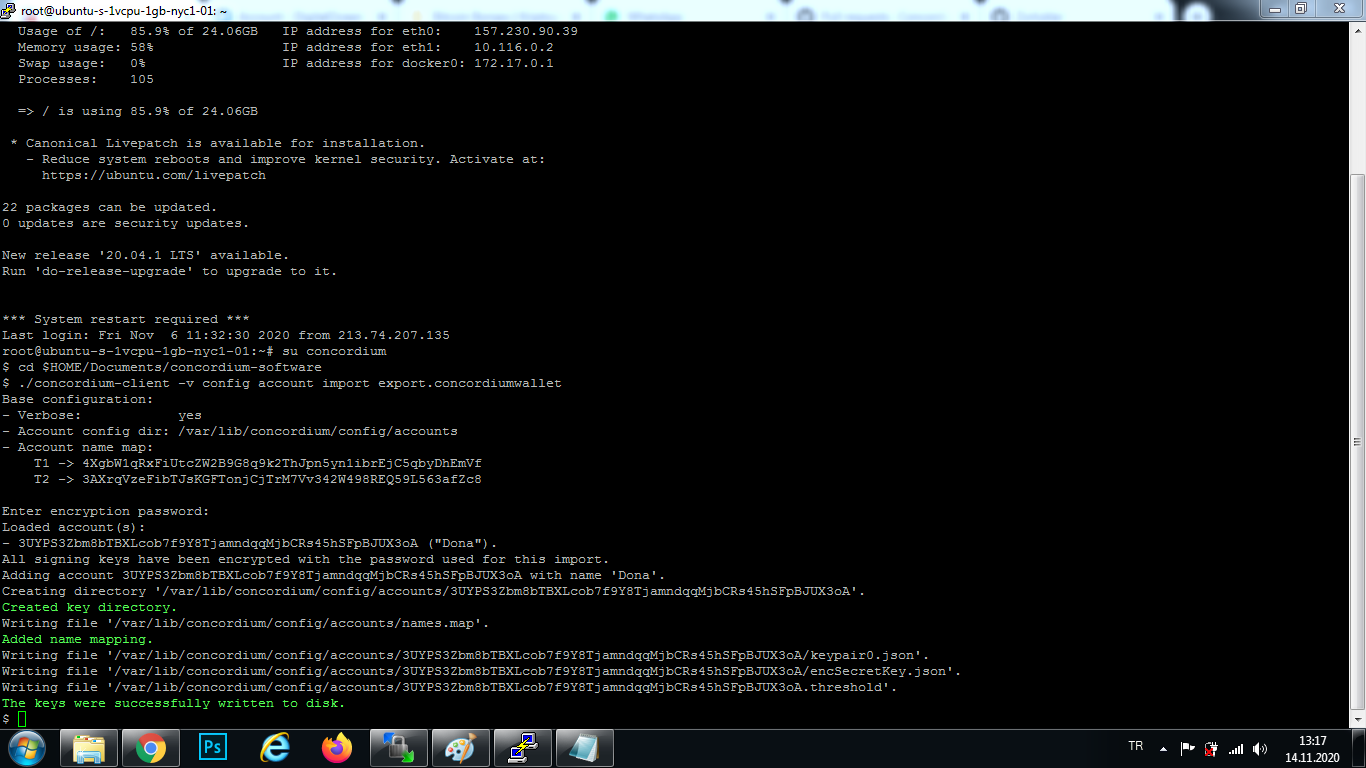 root@ubuntu-s-1vcpu-1gb-nyc1-01: ~
Usage of /: 85.9% of 24.06GB IP address for eth0: 157.230.90.39
Memory usage: 58% IP address for eth1: 10.116.0.2
Swap usage: 0% IP address for docker0: 172.17.0.1
Processes: 105
=> / is using 85.9% of 24.06GB
* Canonical Livepatch is available for installation.
- Reduce system reboots and improve kernel security. Activate at:
https://ubuntu.com/livepatch
22 packages can be updated.
0 updates are security updates.
New release '20.04.1 LTS' available.
Run 'do-release-upgrade' to upgrade to it.
*** System restart required ***
Last login: Fri Nov  6 11:32:30 2020 from 213.74.207.135
root@ubuntu-s-1vcpu-1gb-nyc1-01:~# su concordium
$ cd $HOME/Documents/concordium-software
$ ./concordium-client -v config account import export.concordiumwallet
Base configuration:
- Verbose: yes
- Account config dir: /var/lib/concordium/config/accounts
- Account name map:
T1 -> 4XgbW1qRxFiUtcZW2B9G8q9k2ThJpn5yn1ibrEjC5qbyDhEmVf
T2 -> 3AXrqVzeFibTJsKGFTonjCjTrM7Vv342W498REQ59L563afZc8
Enter encryption password:
Loaded account(s):
- 3UYPS3Zbm8bTBXLcob7f9Y8TjamndqqMjbCRs45hSFpBJUX3oA ("Dona").
All signing keys have been encrypted with the password used for this import.
Adding account 3UYPS3Zbm8bTBXLcob7f9Y8TjamndqqMjbCRs45hSFpBJUX3oA with name 'Dona'.
Creating directory '/var/lib/concordium/config/accounts/3UYPS3Zbm8bTBXLcob7f9Y8TjamndqqMjbCRs45hSFpBJUX3oA'.
Created key directory.
Writing file '/var/lib/concordium/config/accounts/names.map'.
Added name mapping.
Writing file '/var/lib/concordium/config/accounts/3UYPS3Zbm8bTBXLcob7f9Y8TjamndqqMjbCRs45hSFpBJUX3oA/keypair0.json'.
Writing file '/var/lib/concordium/config/accounts/3UYPS3Zbm8bTBXLcob7f9Y8TjamndqqMjbCRs45hSFpBJUX3oA/encSecretKey.json'.
Writing file '/var/lib/concordium/config/accounts/3UYPS3Zbm8bTBXLcob7f9Y8TjamndqqMjbCRs45hSFpBJUX3oA.threshold'.
The keys were successfully written to disk.
$
Ps
TR
13:17
14.11.2020